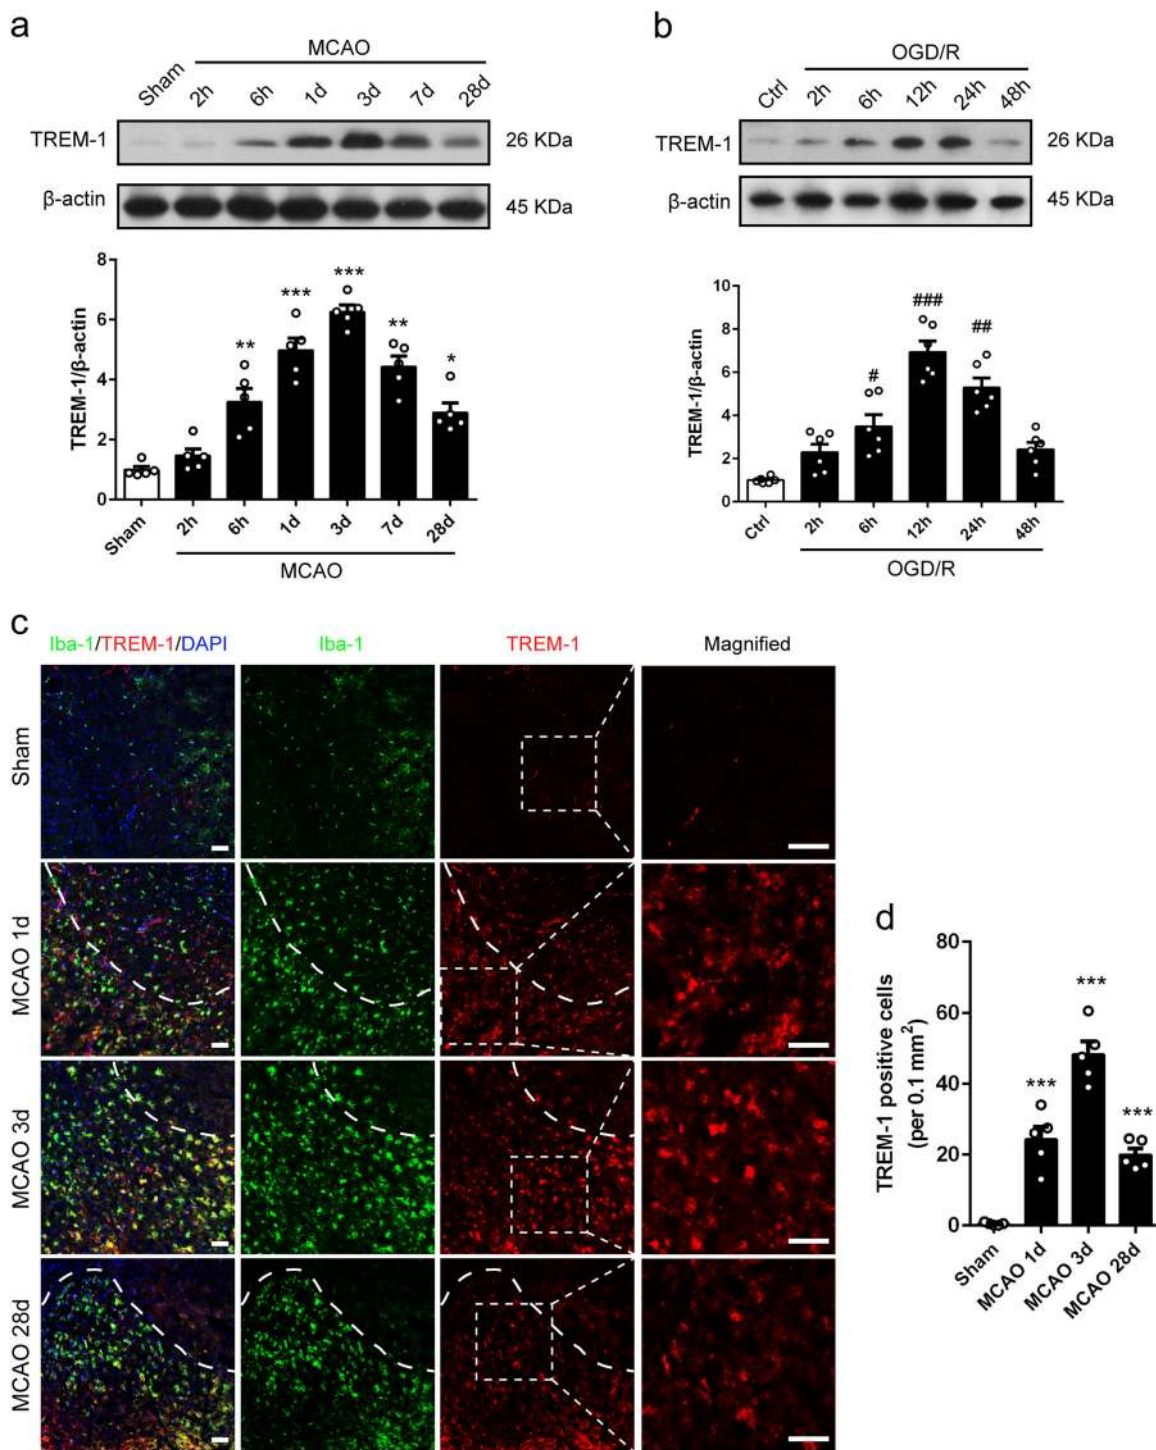 a
MCAO
Sham 2h 6h 1d 3d 7d 28d
TREM-1 26 KDa
β-actin 45 KDa
TREM-1/β-actin
8
6
4
2
0
** *** *** ** *
Sham 2h 6h 1d 3d 7d 28d
MCAO
b
OGD/R
Ctrl 2h 6h 12h 24h 48h
TREM-1 26 KDa
β-actin 45 KDa
TREM-1/β-actin
10
8
6
4
2
0
# ### ##
Ctrl 2h 6h 12h 24h 48h
OGD/R
c
Iba-1/TREM-1/DAPI Iba-1 TREM-1 Magnified
Sham
MCAO 1d
MCAO 3d
MCAO 28d
d
TREM-1 positive cells
(per 0.1 mm²)
80
60
40
20
0
*** *** ***
Sham MCAO 1d MCAO 3d MCAO 28d